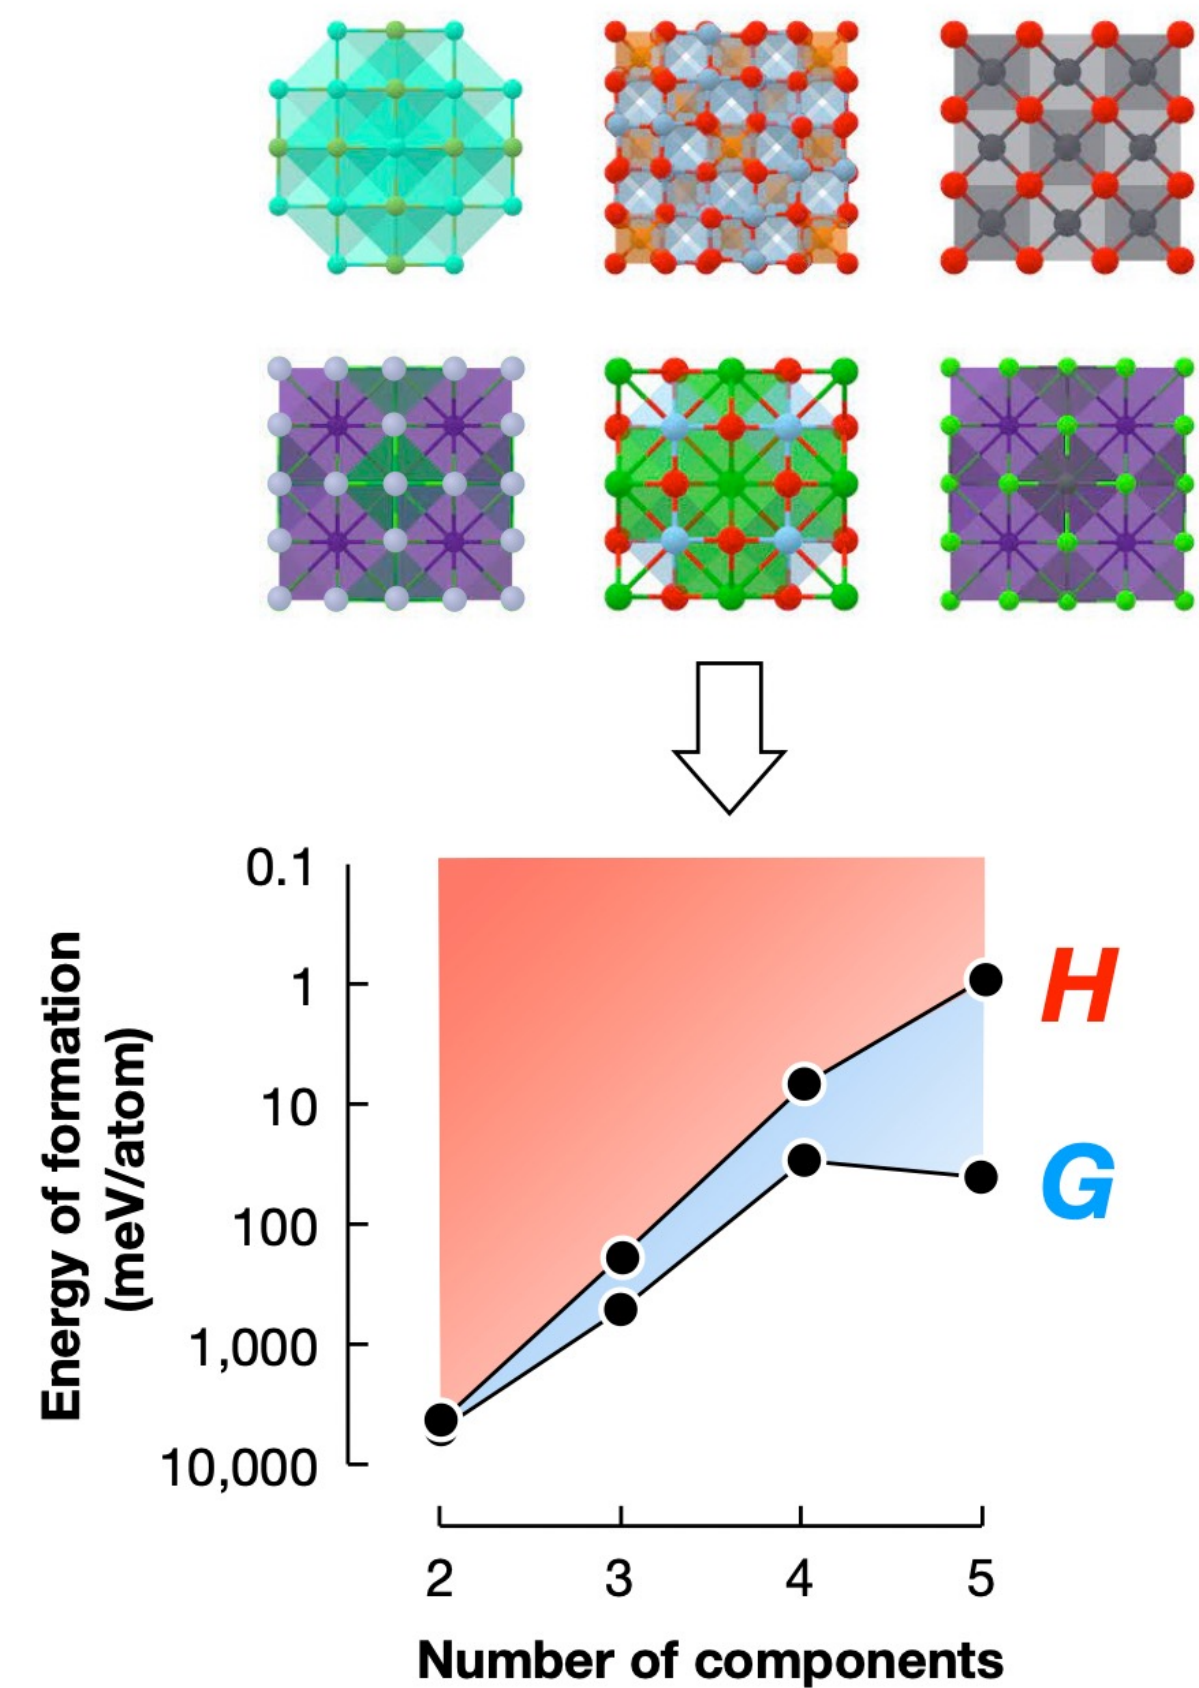 0.1
1
10
100
1,000
10,000
Energy of formation
(meV/atom)
H
G
2 3 4 5
Number of components